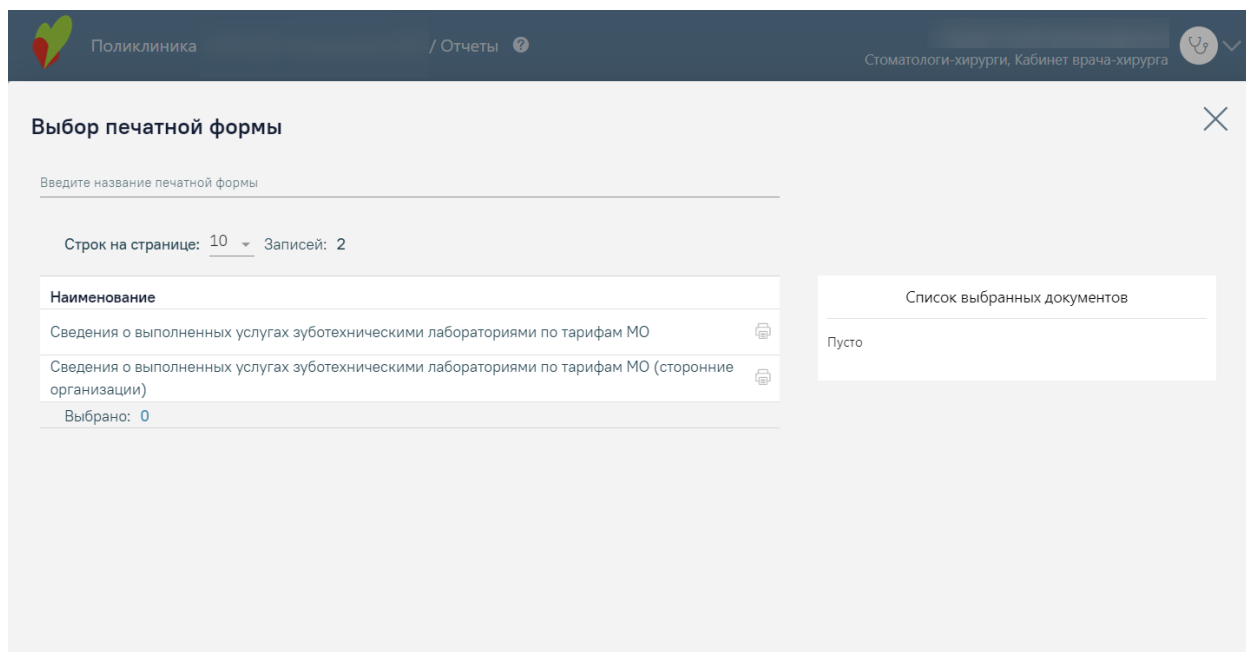 Поликлиника / Отчеты ?
Стоматологи-хирурги, Кабинет врача-хирурга
Выбор печатной формы
Введите название печатной формы
Строк на странице: 10 Записей: 2
Наименование
Сведения о выполненных услугах зуботехническими лабораториями по тарифам МО
Сведения о выполненных услугах зуботехническими лабораториями по тарифам МО (сторонние
организации)
Выбрано: 0
Список выбранных документов
Пусто